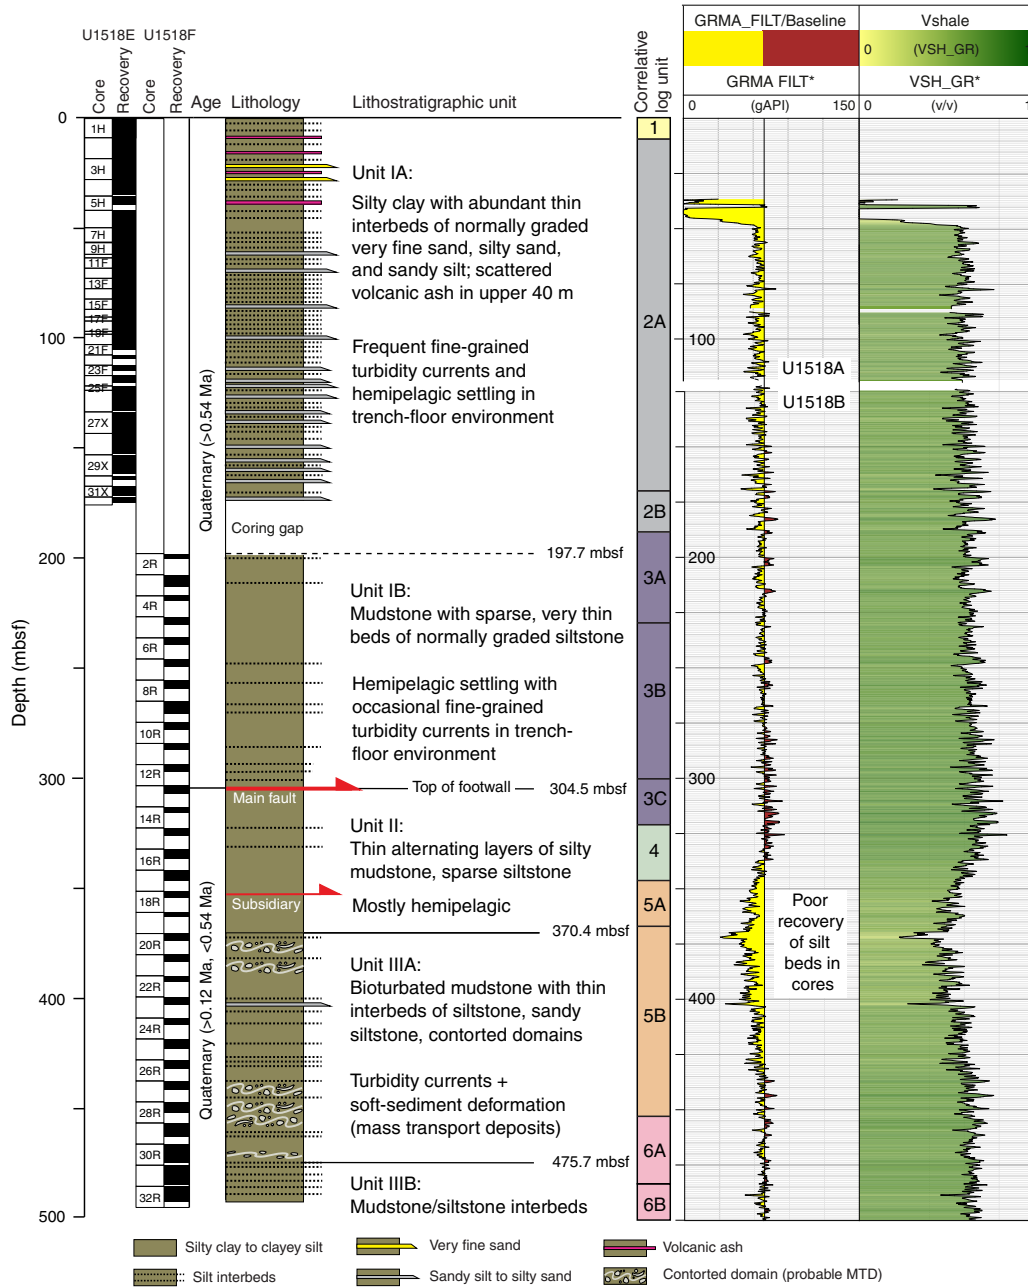 U1518E U1518F
Core
Recovery
Core
Recovery
Age
Lithology
Lithostratigraphic unit
Correlative
log unit
GRMA_FILT/Baseline
GRMA FILT*
0 (gAPI) 150
Vshale
0 (VSH_GR) 1
VSH_GR*
0 (v/v) 1
Depth (mbsf)
0
100
200
300
400
500
1H
3H
5H
7H
9H
11F
13F
15F
17F
19F
21F
23F
25F
27X
29X
31X
2R
4R
6R
8R
10R
12R
14R
16R
18R
20R
22R
24R
26R
28R
30R
32R
Quaternary (>0.54 Ma)
Quaternary (>0.12 Ma, <0.54 Ma)
Unit IA:
Silty clay with abundant thin
interbeds of normally graded
very fine sand, silty sand,
and sandy silt; scattered
volcanic ash in upper 40 m
Frequent fine-grained
turbidity currents and
hemipelagic settling in
trench-floor environment
Coring gap
197.7 mbsf
Unit IB:
Mudstone with sparse, very thin
beds of normally graded siltstone
Hemipelagic settling with
occasional fine-grained
turbidity currents in trench-
floor environment
Main fault
Top of footwall
304.5 mbsf
Unit II:
Thin alternating layers of silty
mudstone, sparse siltstone
Subsidiary
Mostly hemipelagic
370.4 mbsf
Unit IIIA:
Bioturbated mudstone with thin
interbeds of siltstone, sandy
siltstone, contorted domains
Turbidity currents +
soft-sediment deformation
(mass transport deposits)
475.7 mbsf
Unit IIIB:
Mudstone/siltstone interbeds
1
2A
2B
3A
3B
3C
4
5A
5B
6A
6B
100
200
300
400
U1518A
U1518B
Poor
recovery
of silt
beds in
cores
Silty clay to clayey silt
Very fine sand
Volcanic ash
Silt interbeds
Sandy silt to silty sand
Contorted domain (probable MTD)